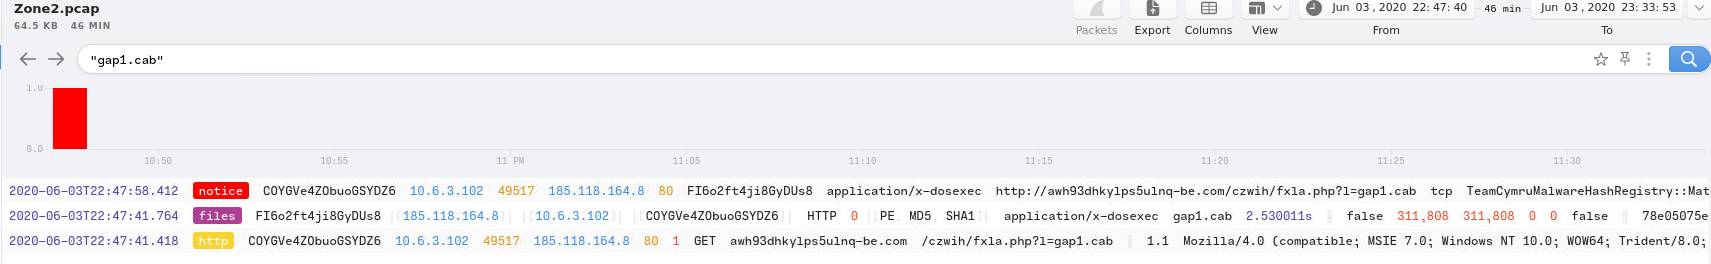 Zone2.pcap
64.5 KB 46 MIN
Jun 03 , 2020 22:47:40 46 min Jun 03 , 2020 23:33:53
Packets Export Columns View From To
"gap1.cab"
1.0
0.0
10:50 10:55 11 PM 11:05 11:10 11:15 11:20 11:25 11:30
2020-06-03T22:47:58.412 notice COYGVe4ZObuoGSYDZ6 10.6.3.102 49517 185.118.164.8 80 FI6o2ft4ji8GyDUs8 application/x-dosexec http://awh93dhkylps5ulnq-be.com/czwih/fxla.php?l=gap1.cab tcp TeamCymruMalwareHashRegistry::Mat
2020-06-03T22:47:41.764 files FI6o2ft4ji8GyDUs8 185.118.164.8 10.6.3.102 COYGVe4ZObuoGSYDZ6 HTTP 0 PE MD5 SHA1 application/x-dosexec gap1.cab 2.530011s false 311,808 311,808 0 0 false 78e05075e
2020-06-03T22:47:41.418 http COYGVe4ZObuoGSYDZ6 10.6.3.102 49517 185.118.164.8 80 1 GET awh93dhkylps5ulnq-be.com /czwih/fxla.php?l=gap1.cab 1.1 Mozilla/4.0 (compatible; MSIE 7.0; Windows NT 10.0; WOW64; Trident/8.0;